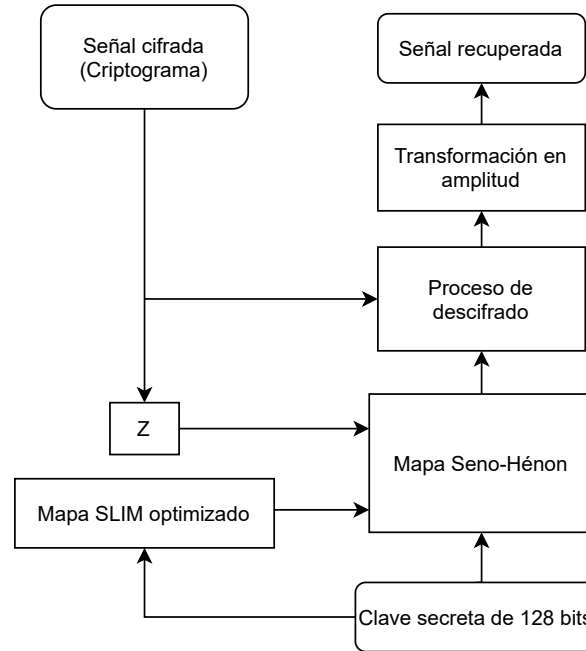 Señal cifrada
(Criptograma)
Señal recuperada
Transformación en
amplitud
Proceso de
descifrado
Z
Mapa Seno-Hénon
Mapa SLIM optimizado
Clave secreta de 128 bits